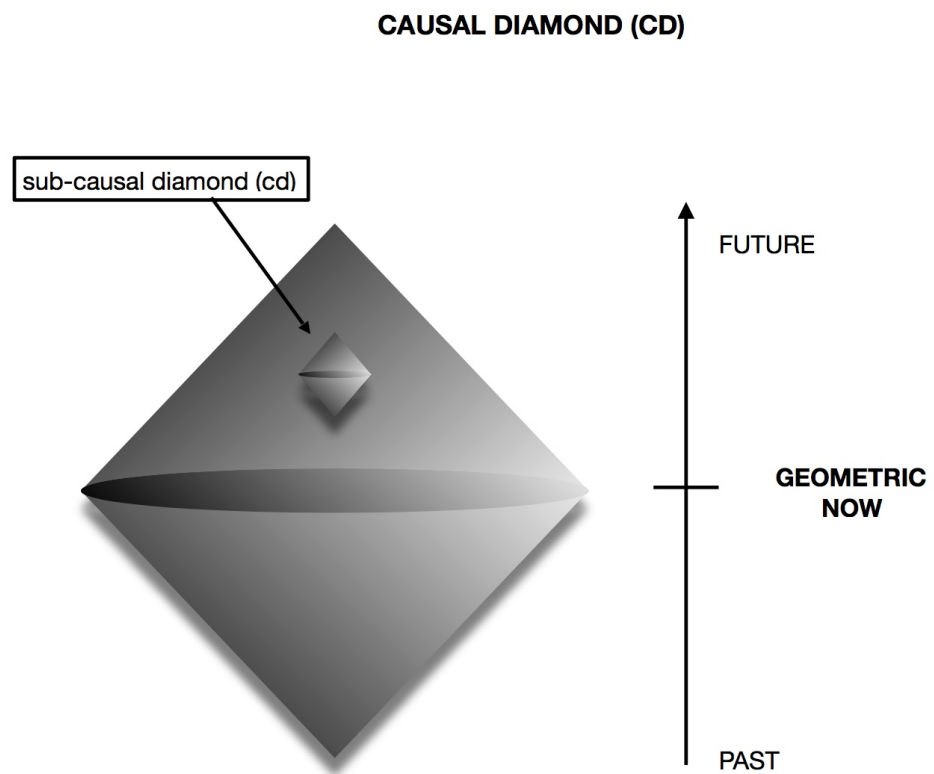 CAUSAL DIAMOND (CD)
sub-causal diamond (cd)
FUTURE
GEOMETRIC
NOW
PAST